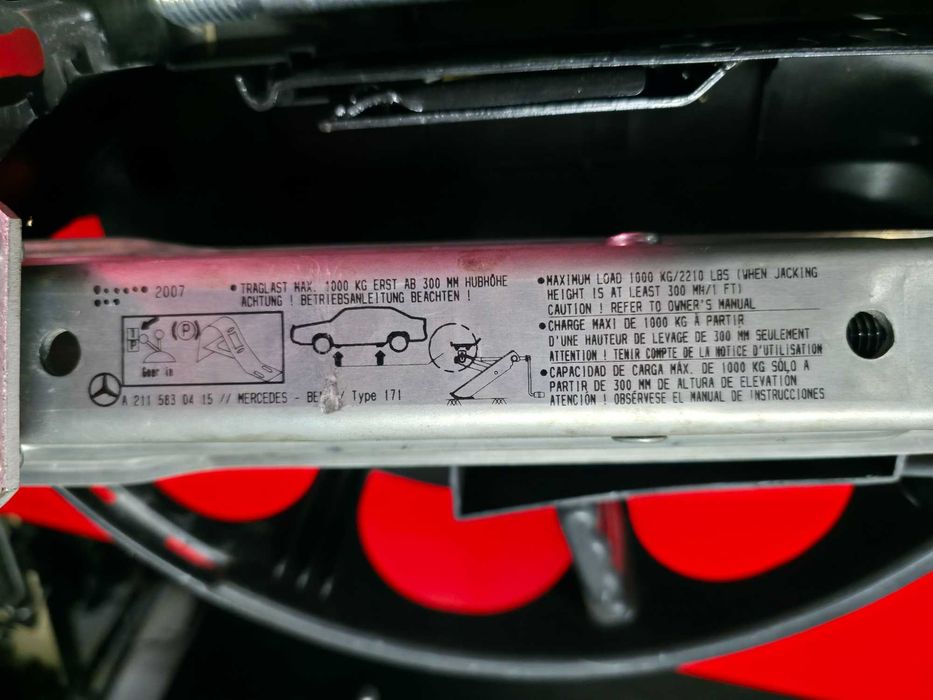 2007
• TRAGLAST MAX. 1000 KG ERST AB 300 MM HUBHÖHE
ACHTUNG ! BETRIEBSANLEITUNG BEACHTEN !
(P)
1
Gear in
A 211 583 04 15 // MERCEDES - / Type 171
• MAXIMUM LOAD 1000 KG/2210 LBS (WHEN JACKING
HEIGHT IS AT LEAST 300 MM/1 FT)
CAUTION ! REFER TO OWNER'S MANUAL
• CHARGE MAXI DE 1000 KG À PARTIR
D'UNE HAUTEUR DE LEVAGE DE 300 MM SEULEMENT
ATTENTION ! TENIR COMPTE DE LA NOTICE D'UTILISATION
• CAPACIDAD DE CARGA MÁX. DE 1000 KG SÓLO A
PARTIR DE 300 MM DE ALTURA DE ELEVATION
ATENCIÓN ! OBSÉRVESE EL MANUAL DE INSTRUCCIONES